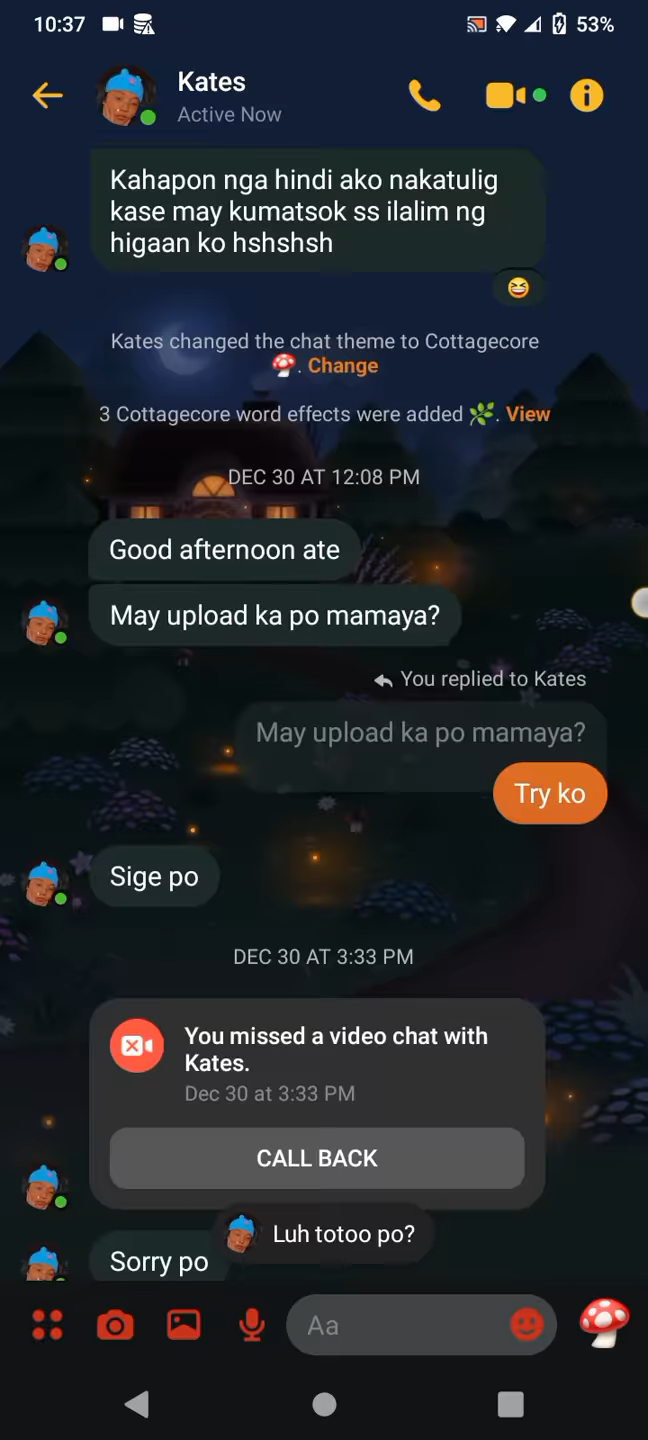 10:37
53%
Kates
Active Now
Kahapon nga hindi ako nakatulig
kase may kumatsok ss ilalim ng
higaan ko hshshsh
Kates changed the chat theme to Cottagecore
🍄. Change
3 Cottagecore word effects were added 🌿. View
DEC 30 AT 12:08 PM
Good afternoon ate
May upload ka po mamaya?
You replied to Kates
May upload ka po mamaya?
Try ko
Sige po
DEC 30 AT 3:33 PM
You missed a video chat with
Kates.
Dec 30 at 3:33 PM
CALL BACK
Luh totoo po?
Sorry po
Aa